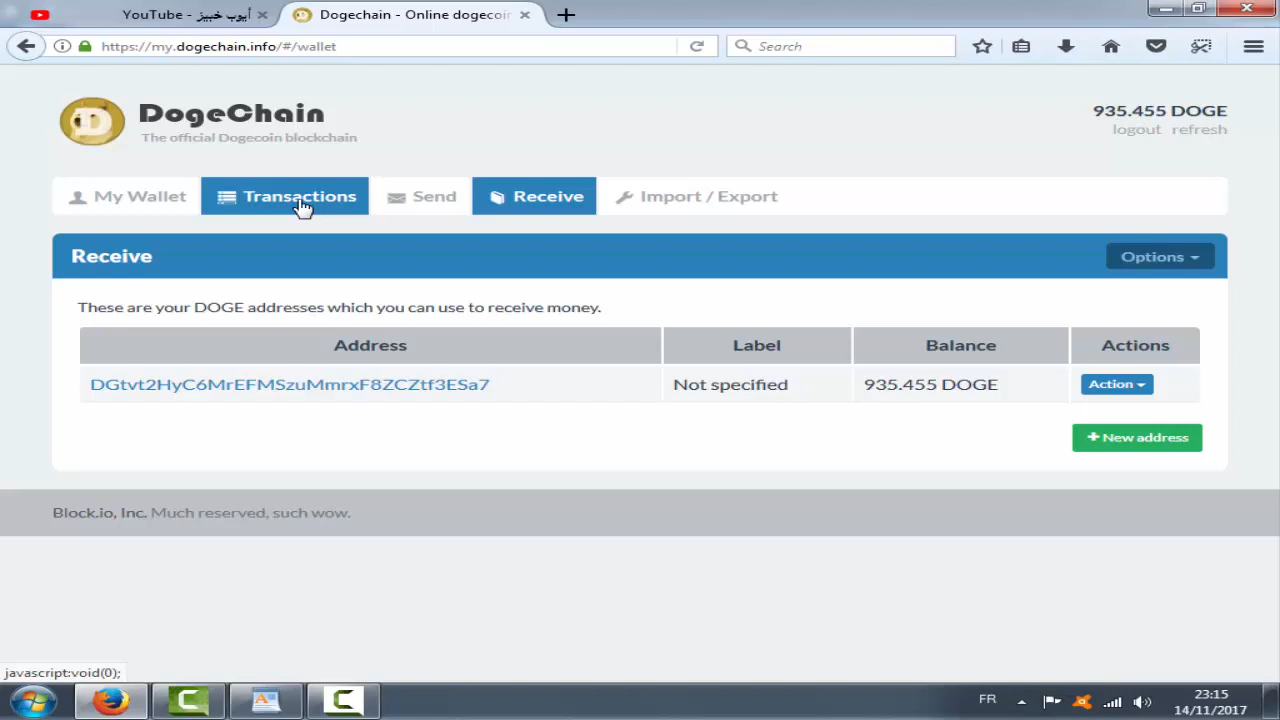 YouTube - أيوب خبيز
Dogechain - Online dogecoin
https://my.dogechain.info/#/wallet
Search
DogeChain
The official Dogecoin blockchain
935.455 DOGE
logout refresh
My Wallet
Transactions
Send
Receive
Import / Export
Receive
Options
These are your DOGE addresses which you can use to receive money.
Address Label Balance Actions
DGtvt2HyC6MrEFMSzuMmrxF8ZCZtf3ESa7 Not specified 935.455 DOGE Action
New address
Block.io, Inc. Much reserved, such wow.
javascript:void(0);
FR
23:15
14/11/2017